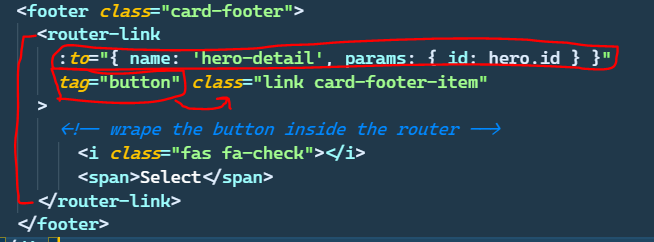 <footer class="card-footer">
<router-link
:to="{ name: 'hero-detail', params: { id: hero.id } }"
tag="button" class="link card-footer-item"
>
<!-- wrape the button inside the router -->
<i class="fas fa-check"></i>
<span>Select</span>
</router-link>
</footer>